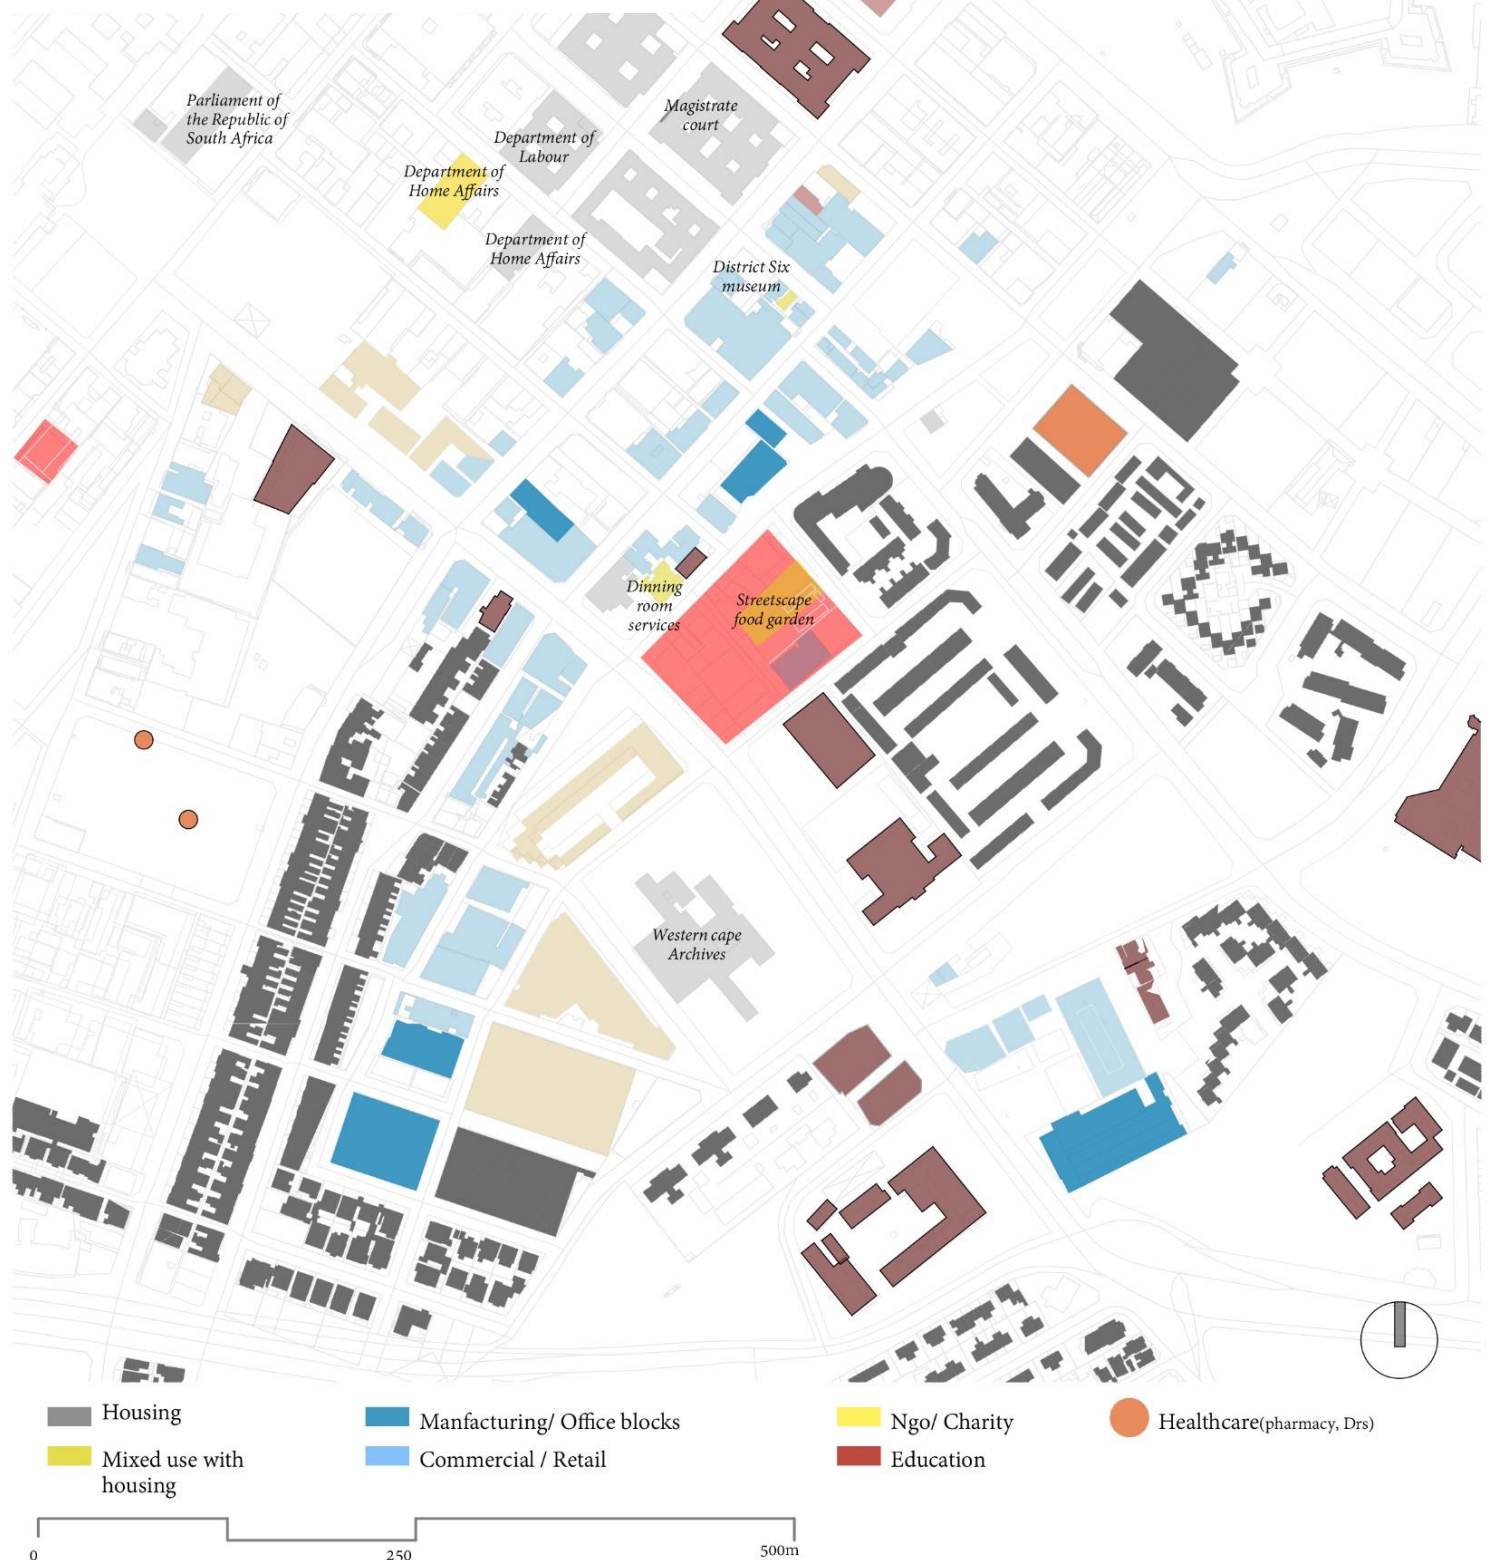 Parliament of
the Republic of
South Africa
Magistrate
court
Department of
Labour
Department of
Home Affairs
Department of
Home Affairs
District Six
museum
Dinning
room
services
Streetscape
food garden
Western cape
Archives
Housing
Mixed use with
housing
Manfacturing/ Office blocks
Commercial / Retail
Ngo/ Charity
Education
Healthcare(pharmacy, Drs)
0
250
500m